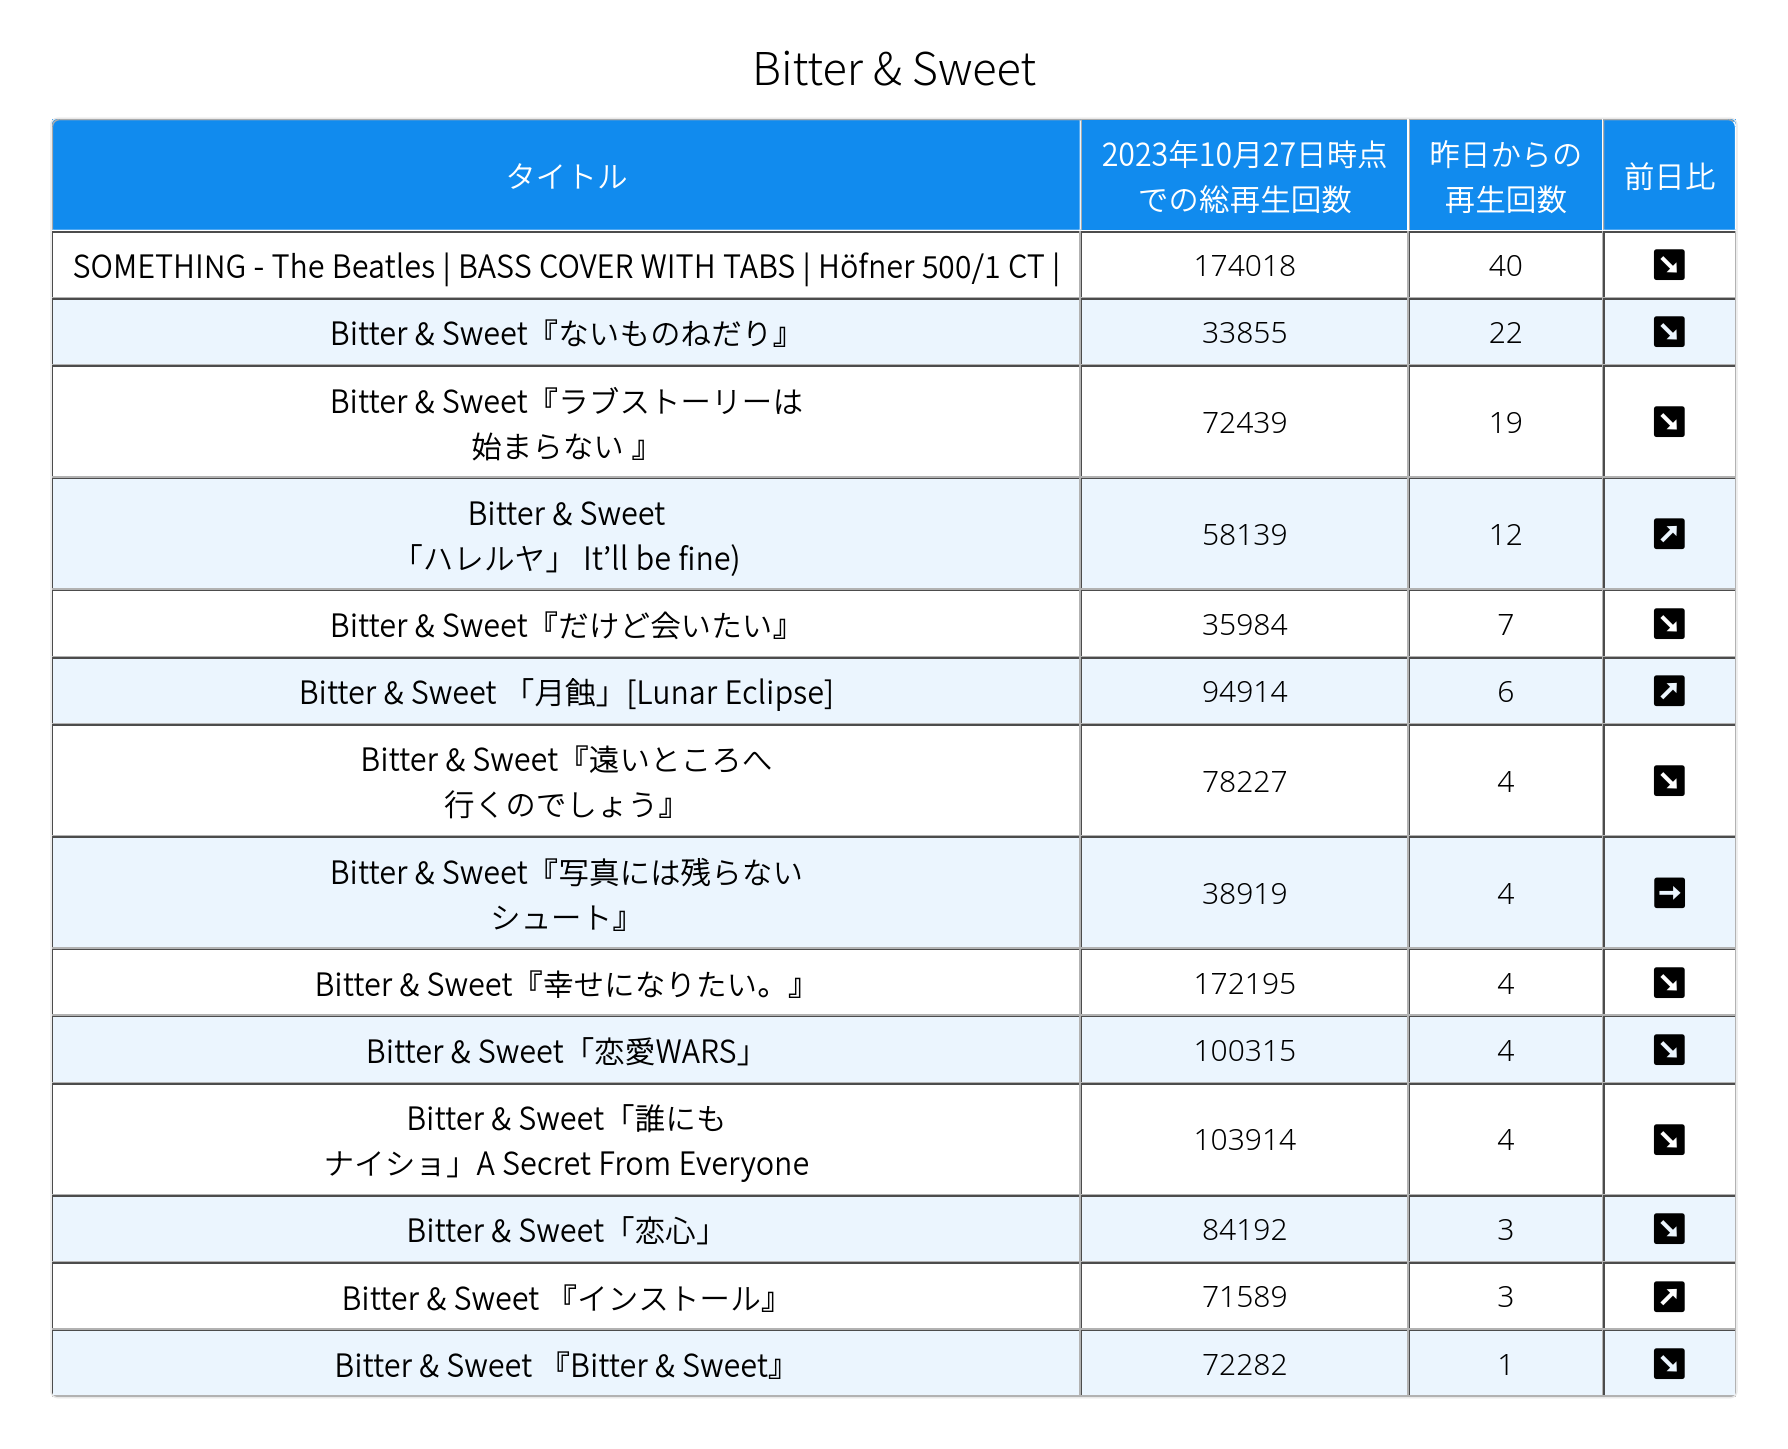 Bitter & Sweet
タイトル
2023年10月27日時点
での総再生回数
昨日からの
再生回数
前日比
SOMETHING - The Beatles | BASS COVER WITH TABS | Höfner 500/1 CT |
174018
40
Bitter & Sweet『ないものねだり』
33855
22
Bitter & Sweet『ラブストーリーは
始まらない 』
72439
19
Bitter & Sweet
「ハレルヤ」 It’ll be fine)
58139
12
Bitter & Sweet『だけど会いたい』
35984
7
Bitter & Sweet 「月蝕」[Lunar Eclipse]
94914
6
Bitter & Sweet『遠いところへ
行くのでしょう』
78227
4
Bitter & Sweet『写真には残らない
シュート』
38919
4
Bitter & Sweet『幸せになりたい。』
172195
4
Bitter & Sweet「恋愛WARS」
100315
4
Bitter & Sweet「誰にも
ナイショ」A Secret From Everyone
103914
4
Bitter & Sweet「恋心」
84192
3
Bitter & Sweet 『インストール』
71589
3
Bitter & Sweet 『Bitter & Sweet』
72282
1